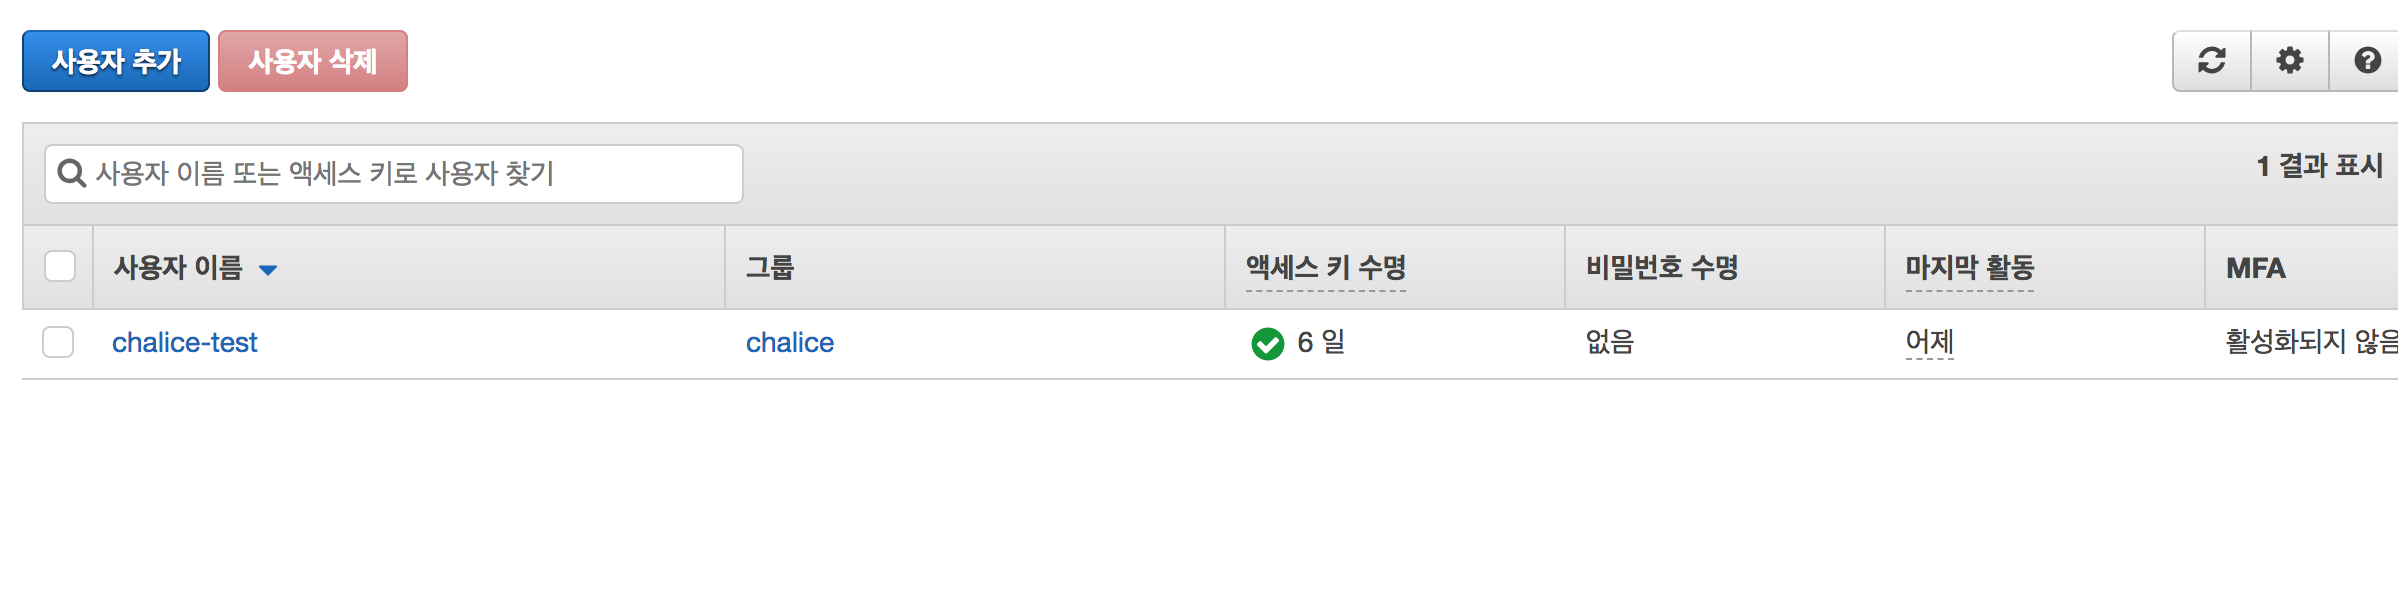 사용자 추가 사용자 삭제
사용자 이름 또는 액세스 키로 사용자 찾기 1 결과 표시
사용자 이름 그룹 액세스 키 수명 비밀번호 수명 마지막 활동 MFA
chalice-test chalice 6 일 없음 어제 활성화되지 않음